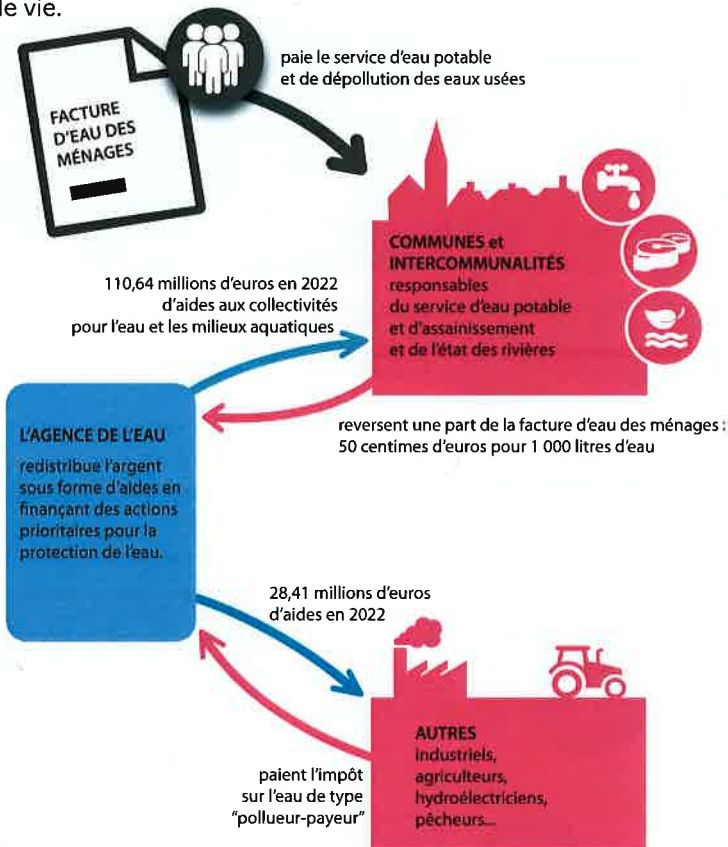 le vie.
paie le service d'eau potable
et de dépollution des eaux usées
FACTURE
D'EAU DES
MÉNAGES
COMMUNES et
INTERCOMMUNALITÉS
responsables
du service d'eau potable
et d'assainissement
et de l'état des rivières
110,64 millions d'euros en 2022
d'aides aux collectivités
pour l'eau et les milieux aquatiques
reversent une part de la facture d'eau des ménages :
50 centimes d'euros pour 1 000 litres d'eau
L'AGENCE DE L'EAU
redistribue l'argent
sous forme d'aides en
finançant des actions
prioritaires pour la
protection de l'eau.
28,41 millions d'euros
d'aides en 2022
AUTRES
industriels,
agriculteurs,
hydroélectriciens,
pêcheurs...
paient l'impôt
sur l'eau de type
"pollueur-payeur"